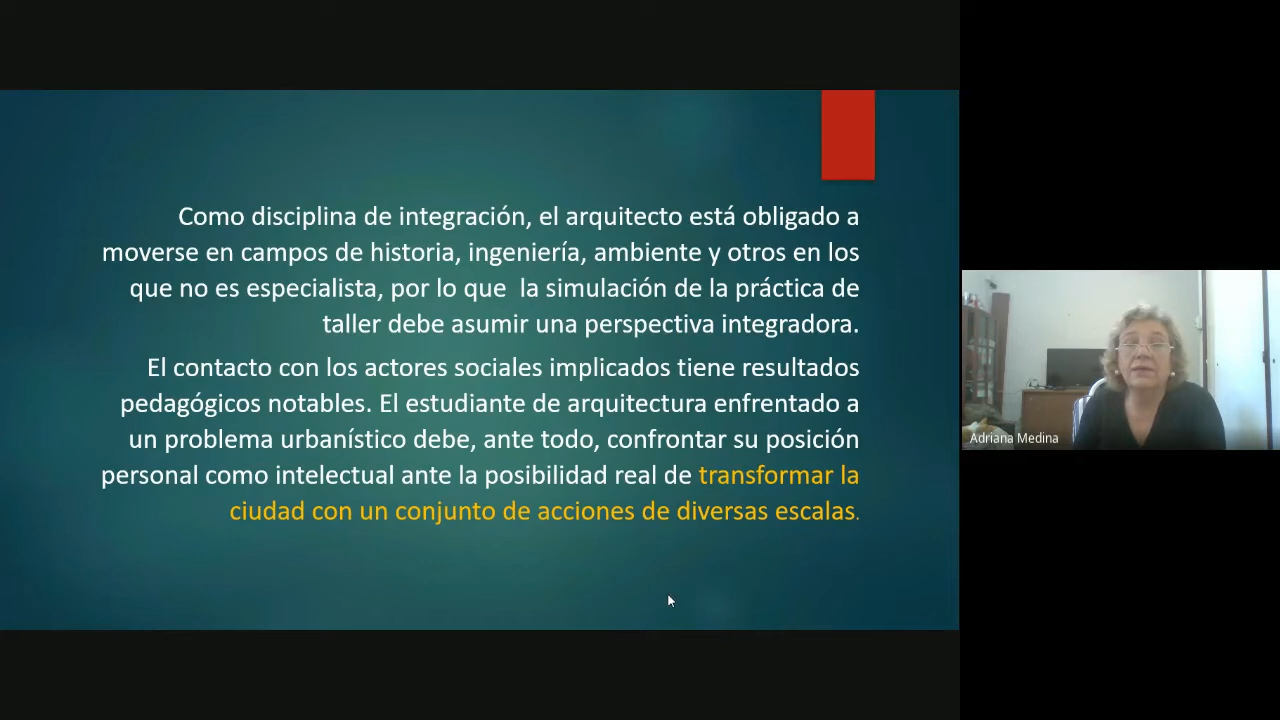 Como disciplina de integración, el arquitecto está obligado a
moverse en campos de historia, ingeniería, ambiente y otros en los
que no es especialista, por lo que  la simulación de la práctica de
taller debe asumir una perspectiva integradora.
El contacto con los actores sociales implicados tiene resultados
pedagógicos notables. El estudiante de arquitectura enfrentado a
un problema urbanístico debe, ante todo, confrontar su posición
personal como intelectual ante la posibilidad real de transformar la
ciudad con un conjunto de acciones de diversas escalas.
Adriana Medina